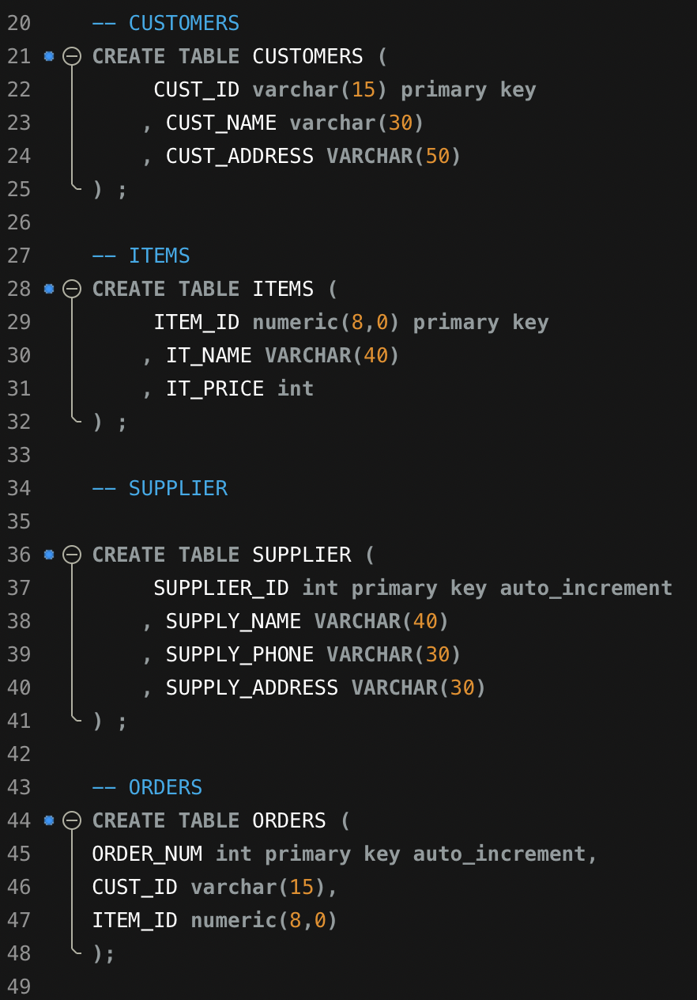 20 -- CUSTOMERS
21 CREATE TABLE CUSTOMERS (
22 CUST_ID varchar(15) primary key
23 , CUST_NAME varchar(30)
24 , CUST_ADDRESS VARCHAR(50)
25 ) ;
26
27 -- ITEMS
28 CREATE TABLE ITEMS (
29 ITEM_ID numeric(8,0) primary key
30 , IT_NAME VARCHAR(40)
31 , IT_PRICE int
32 ) ;
33
34 -- SUPPLIER
35
36 CREATE TABLE SUPPLIER (
37 SUPPLIER_ID int primary key auto_increment
38 , SUPPLY_NAME VARCHAR(40)
39 , SUPPLY_PHONE VARCHAR(30)
40 , SUPPLY_ADDRESS VARCHAR(30)
41 ) ;
42
43 -- ORDERS
44 CREATE TABLE ORDERS (
45 ORDER_NUM int primary key auto_increment,
46 CUST_ID varchar(15),
47 ITEM_ID numeric(8,0)
48 );
49